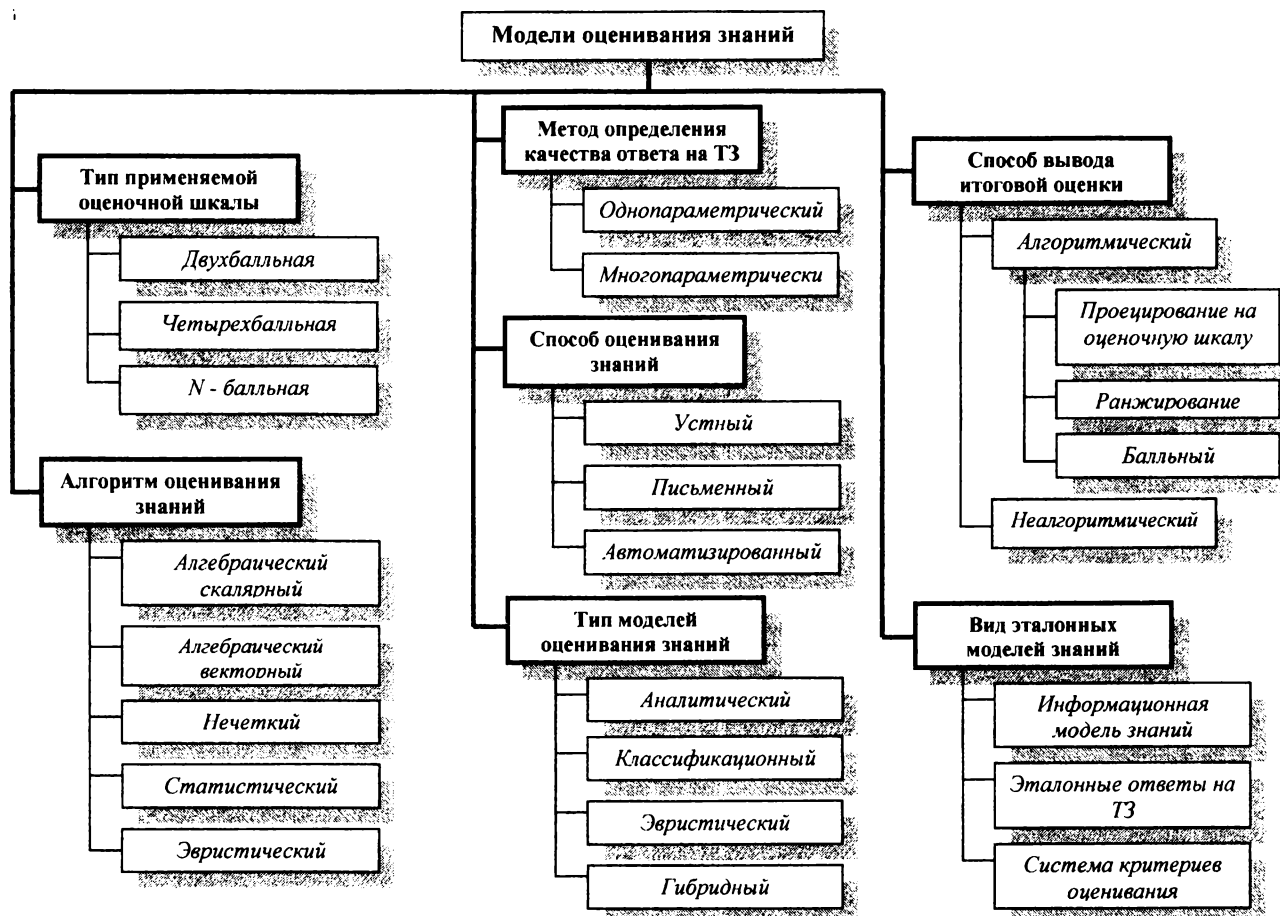 Модели оценивания знаний
Тип применяемой
оценочной шкалы
Двухбалльная
Четырехбалльная
N - балльная
Алгоритм оценивания
знаний
Алгебраический
скалярный
Алгебраический
векторный
Нечеткий
Статистический
Эвристический
Метод определения
качества ответа на ТЗ
Однопараметрический
Многопараметрически
Способ оценивания
знаний
Устный
Письменный
Автоматизированный
Тип моделей
оценивания знаний
Аналитический
Классификационный
Эвристический
Гибридный
Способ вывода
итоговой оценки
Алгоритмический
Проецирование на
оценочную шкалу
Ранжирование
Балльный
Неалгоритмический
Вид эталонных
моделей знаний
Информационная
модель знаний
Эталонные ответы на
ТЗ
Система критериев
оценивания